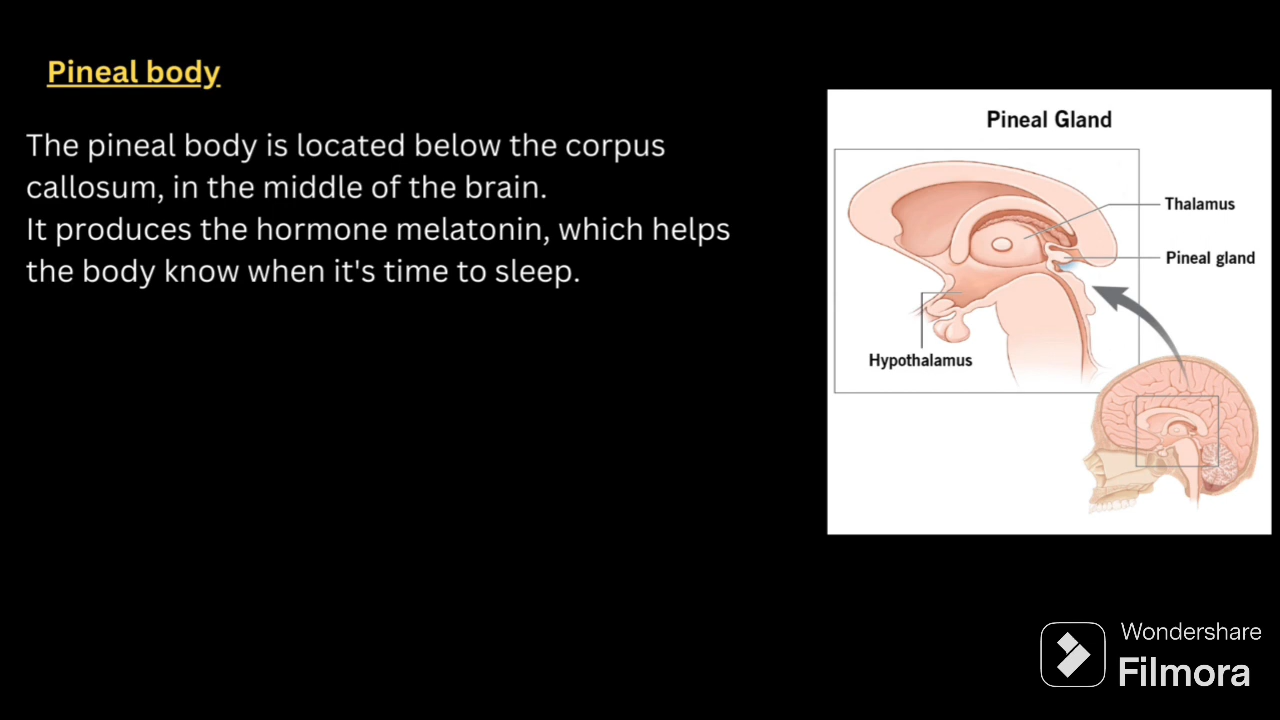 Pineal body
The pineal body is located below the corpus
callosum, in the middle of the brain.
It produces the hormone melatonin, which helps
the body know when it's time to sleep.
Pineal Gland
Thalamus
Pineal gland
Hypothalamus
Wondershare
Filmora